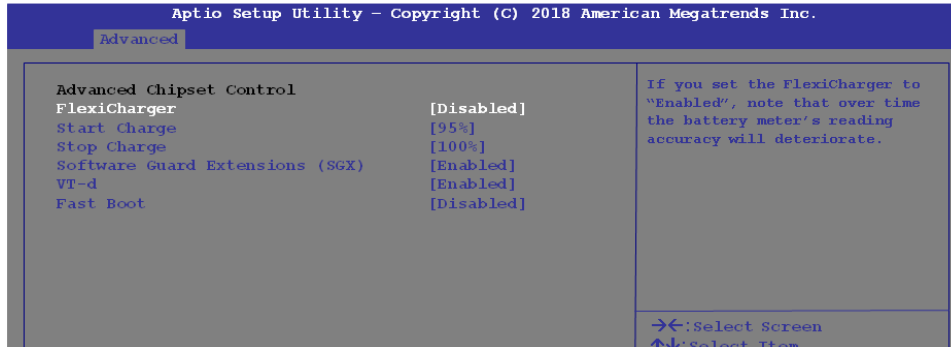 Aptio Setup Utility – Copyright (C) 2018 American Megatrends Inc.
Advanced
Advanced Chipset Control
FlexiCharger [Disabled]
Start Charge [95%]
Stop Charge [100%]
Software Guard Extensions (SGX) [Enabled]
VT-d [Enabled]
Fast Boot [Disabled]
If you set the FlexiCharger to
“Enabled”, note that over time
the battery meter’s reading
accuracy will deteriorate.
→←:Select Screen
↑↓:Select Item